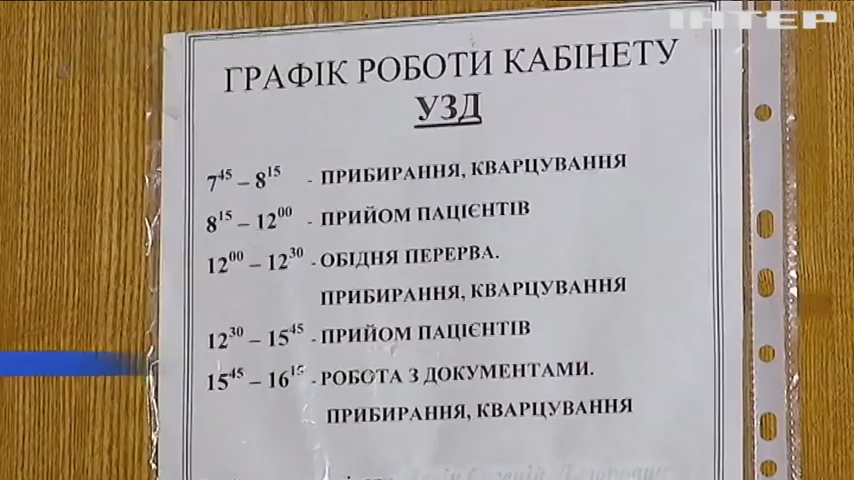 ІНТЕР
ГРАФІК РОБОТИ КАБІНЕТУ
УЗД
7⁴⁵ – 8¹⁵ - ПРИБИРАННЯ, КВАРЦУВАННЯ
8¹⁵ – 12⁰⁰ - ПРИЙОМ ПАЦІЄНТІВ
12⁰⁰ – 12³⁰ - ОБІДНЯ ПЕРЕРВА.
ПРИБИРАННЯ, КВАРЦУВАННЯ
12³⁰ – 15⁴⁵ - ПРИЙОМ ПАЦІЄНТІВ
15⁴⁵ – 16¹⁵ - РОБОТА З ДОКУМЕНТАМИ.
ПРИБИРАННЯ, КВАРЦУВАННЯ